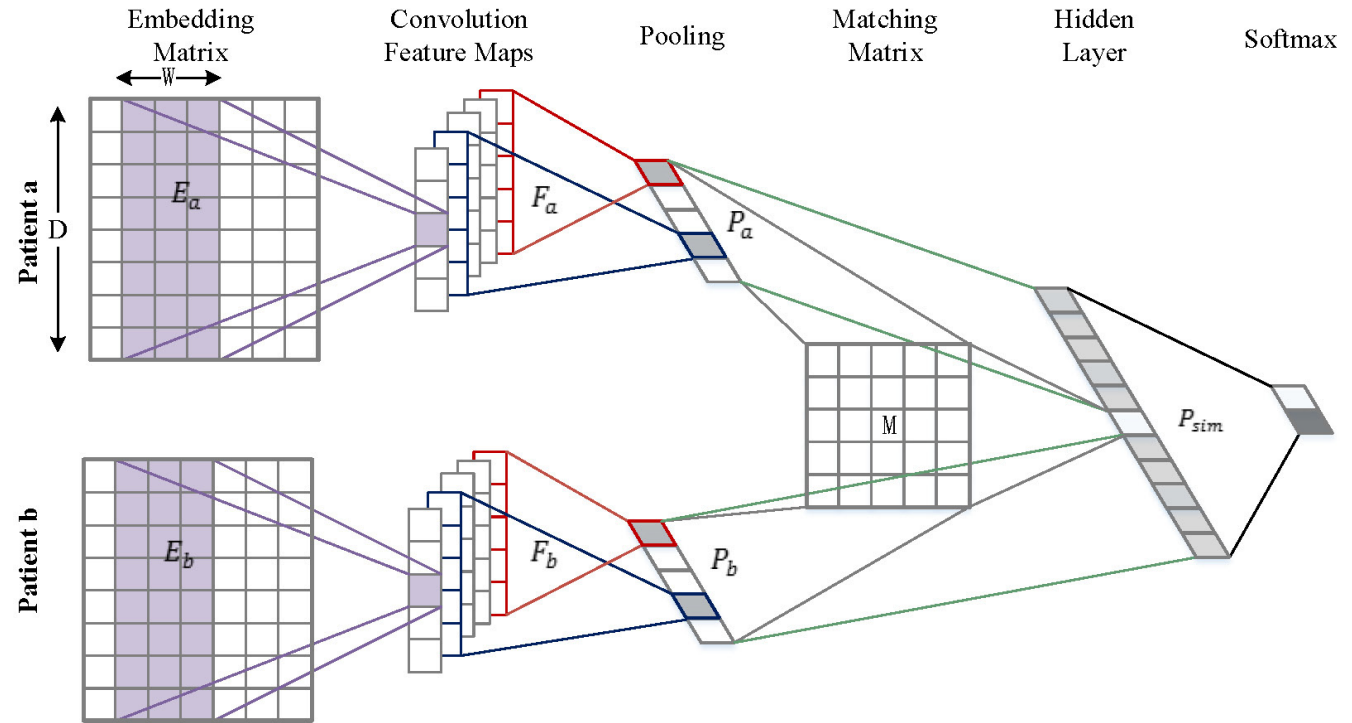 Embedding
Matrix
Convolution
Feature Maps
Pooling
Matching
Matrix
Hidden
Layer
Softmax
W
Patient a
D
E_a
F_a
P_a
M
P_sim
Patient b
E_b
F_b
P_b